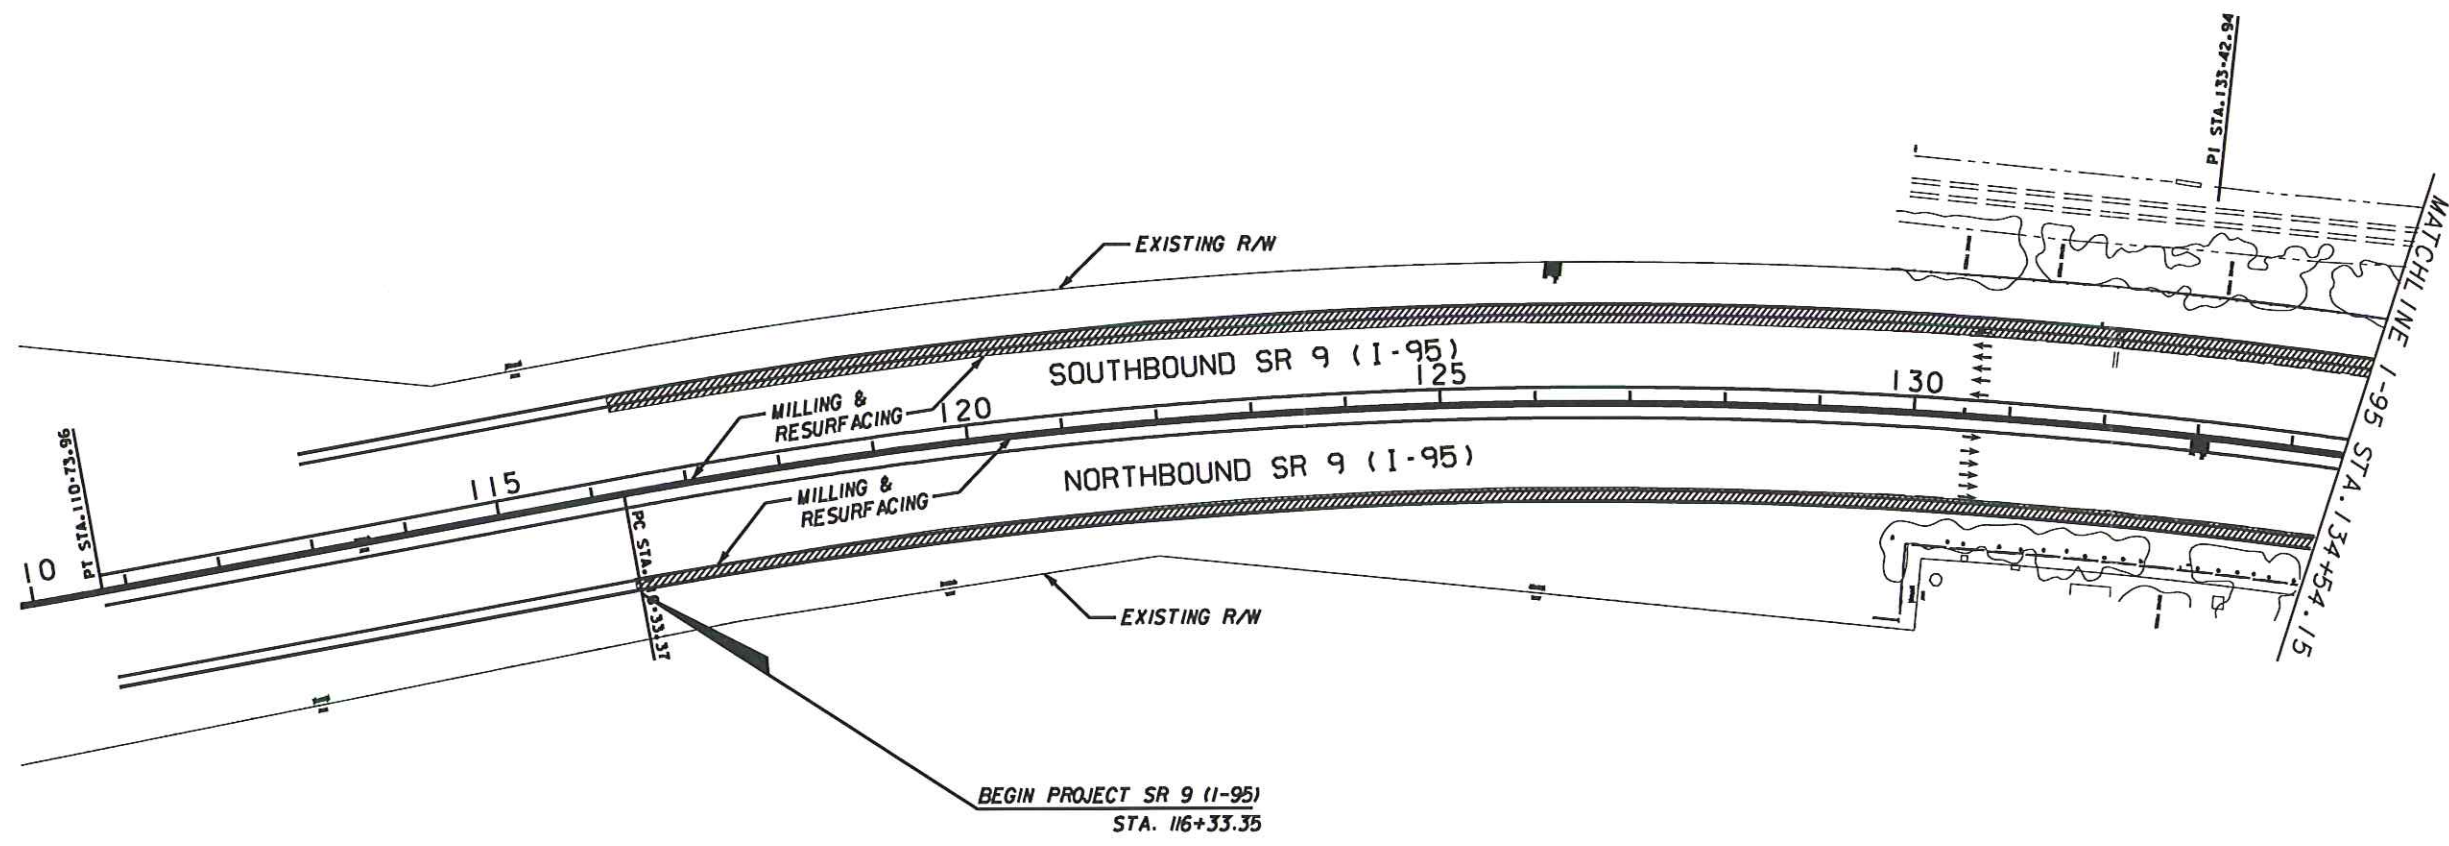 PI STA.133+42.94
EXISTING R/W
MATCHLINE I-95 STA.134+54.15
SOUTHBOUND SR 9 (I-95)
125
130
MILLING &
RESURFACING
120
PT STA.110+73.96
115
NORTHBOUND SR 9 (I-95)
MILLING &
RESURFACING
10
PC STA.
33.37
EXISTING R/W
BEGIN PROJECT SR 9 (I-95)
STA. 116+33.35